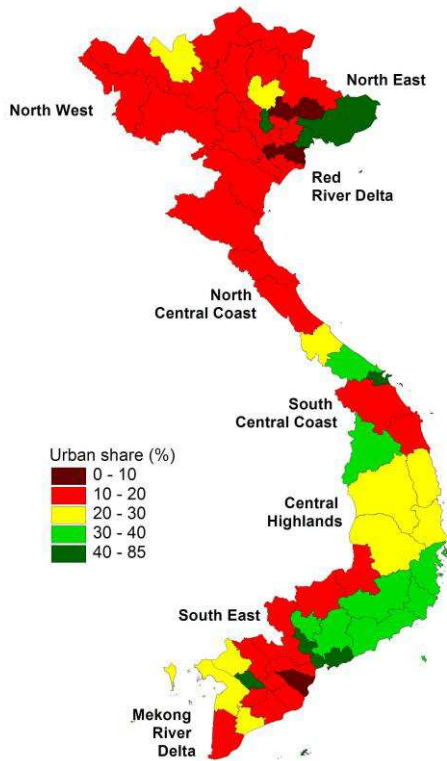 North East
North West
Red
River Delta
North
Central Coast
South
Central Coast
Urban share (%)
0 - 10
10 - 20
20 - 30
30 - 40
40 - 85
Central
Highlands
South East
Mekong
River
Delta